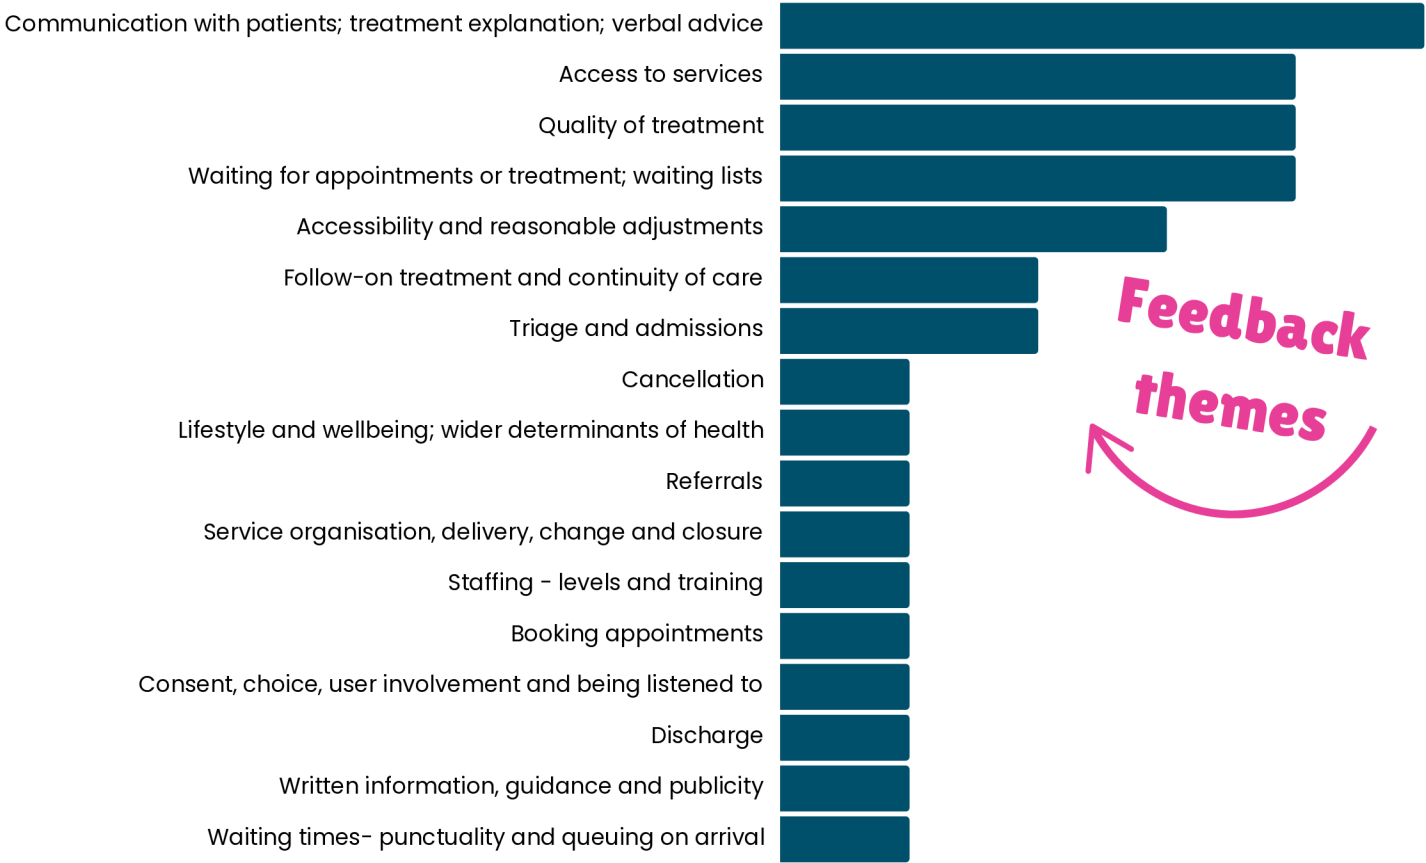 Communication with patients; treatment explanation; verbal advice
Access to services
Quality of treatment
Waiting for appointments or treatment; waiting lists
Accessibility and reasonable adjustments
Follow-on treatment and continuity of care
Triage and admissions
Cancellation
Lifestyle and wellbeing; wider determinants of health
Referrals
Service organisation, delivery, change and closure
Staffing - levels and training
Booking appointments
Consent, choice, user involvement and being listened to
Discharge
Written information, guidance and publicity
Waiting times- punctuality and queuing on arrival
Feedback
themes